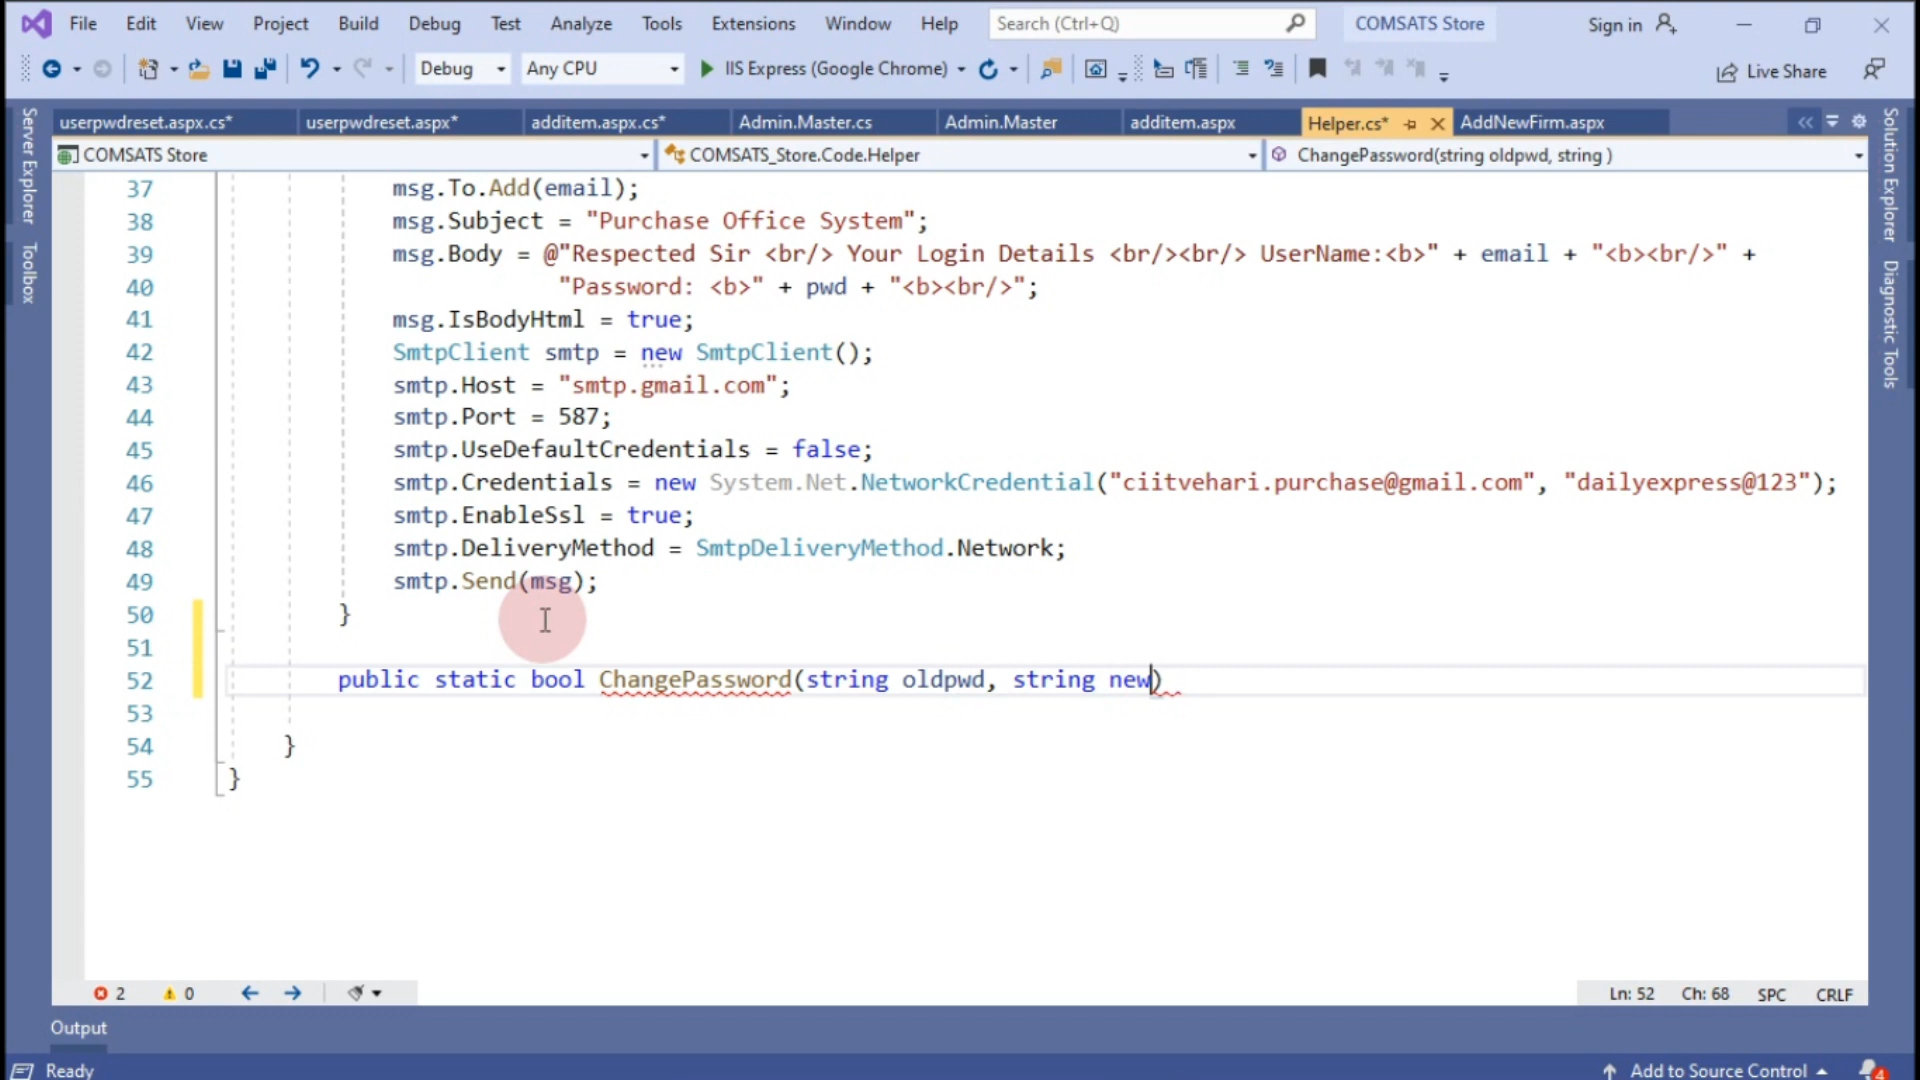 File Edit View Project Build Debug Test Analyze Tools Extensions Window Help Search (Ctrl+Q) COMSATS Store Sign in
Debug Any CPU IIS Express (Google Chrome) Live Share
userpwdreset.aspx.cs* userpwdreset.aspx* additem.aspx.cs* Admin.Master.cs Admin.Master additem.aspx Helper.cs* AddNewFirm.aspx
COMSATS Store COMSATS_Store.Code.Helper ChangePassword(string oldpwd, string )
Server Explorer
Toolbox
Solution Explorer
Diagnostic Tools
37 msg.To.Add(email);
38 msg.Subject = "Purchase Office System";
39 msg.Body = @"Respected Sir <br/> Your Login Details <br/><br/> UserName:<b>" + email + "<b><br/>" +
40 "Password: <b>" + pwd + "<b><br/>";
41 msg.IsBodyHtml = true;
42 SmtpClient smtp = new SmtpClient();
43 smtp.Host = "smtp.gmail.com";
44 smtp.Port = 587;
45 smtp.UseDefaultCredentials = false;
46 smtp.Credentials = new System.Net.NetworkCredential("ciitvehari.purchase@gmail.com", "dailyexpress@123");
47 smtp.EnableSsl = true;
48 smtp.DeliveryMethod = SmtpDeliveryMethod.Network;
49 smtp.Send(msg);
50 }
51
52 public static bool ChangePassword(string oldpwd, string new)
53
54 }
55 }
2 0 Ln: 52 Ch: 68 SPC CRLF
Output
Ready Add to Source Control 4